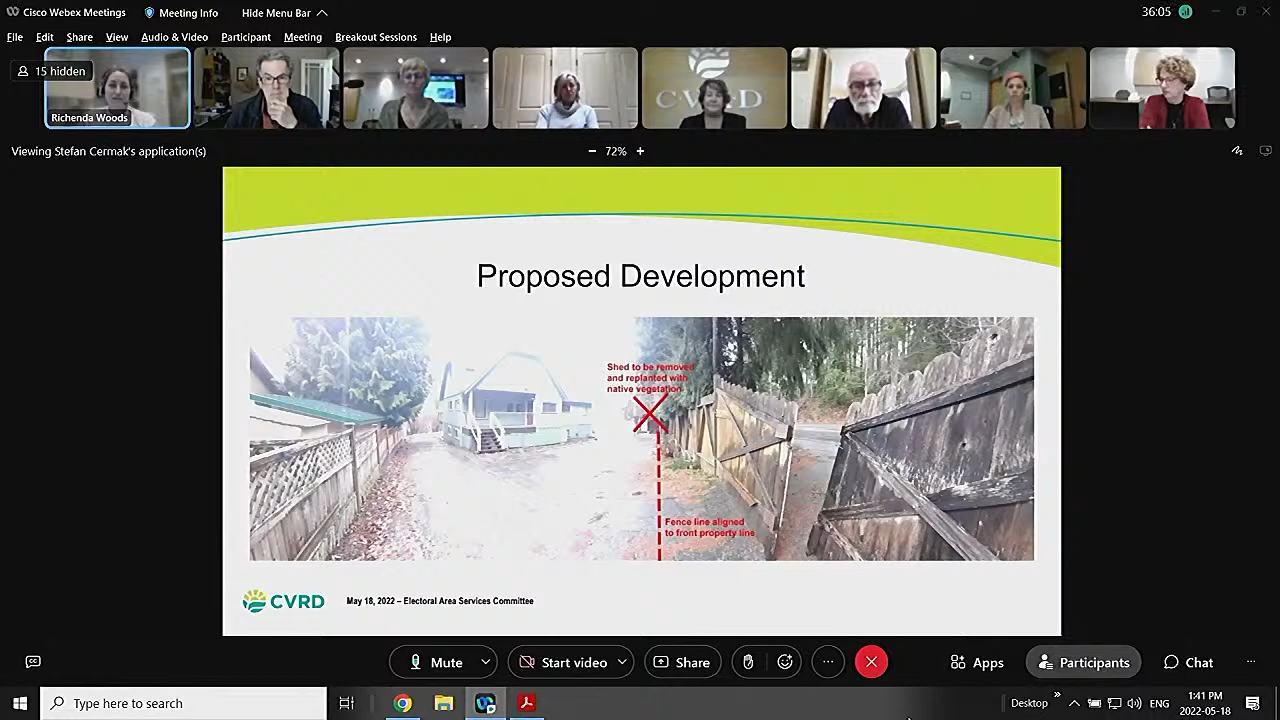 Cisco Webex Meetings
Meeting Info
Hide Menu Bar
36:05
File Edit Share View Audio & Video Participant Meeting Breakout Sessions Help
15 hidden
Richenda Woods
CVRD
Viewing Stefan Cermak's application(s)
72%
Proposed Development
Shed to be removed
and replanted with
native vegetation
Fence line aligned
to front property line
CVRD
May 18, 2022 – Electoral Area Services Committee
Mute
Start video
Share
Apps
Participants
Chat
Type here to search
Desktop
ENG
1:41 PM
2022-05-18